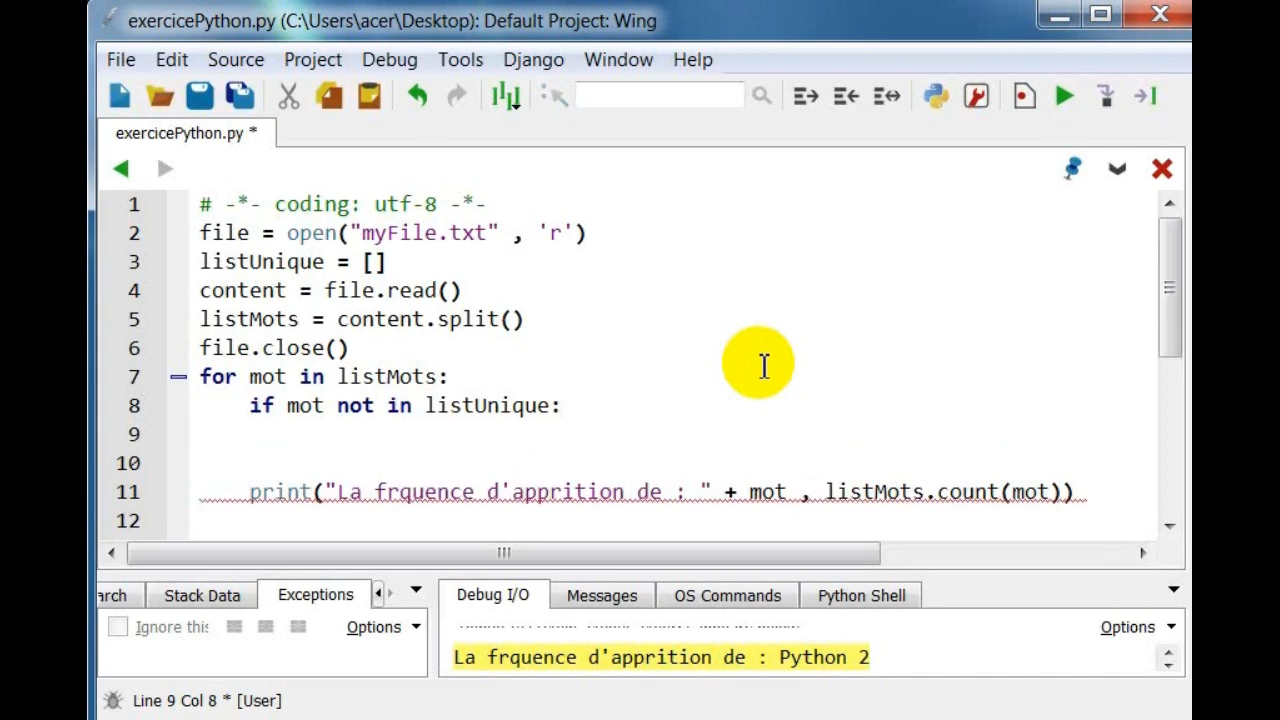 exercicePython.py (C:\Users\acer\Desktop): Default Project: Wing
File Edit Source Project Debug Tools Django Window Help
exercicePython.py *
1 # -*- coding: utf-8 -*-
2 file = open("myFile.txt" , 'r')
3 listUnique = []
4 content = file.read()
5 listMots = content.split()
6 file.close()
7 for mot in listMots:
8 if mot not in listUnique:
9
10
11 print("La frquence d'apprition de : " + mot , listMots.count(mot))
12
arch Stack Data Exceptions
Debug I/O Messages OS Commands Python Shell
Ignore this Options
Options
La frquence d'apprition de : Python 2
Line 9 Col 8 * [User]